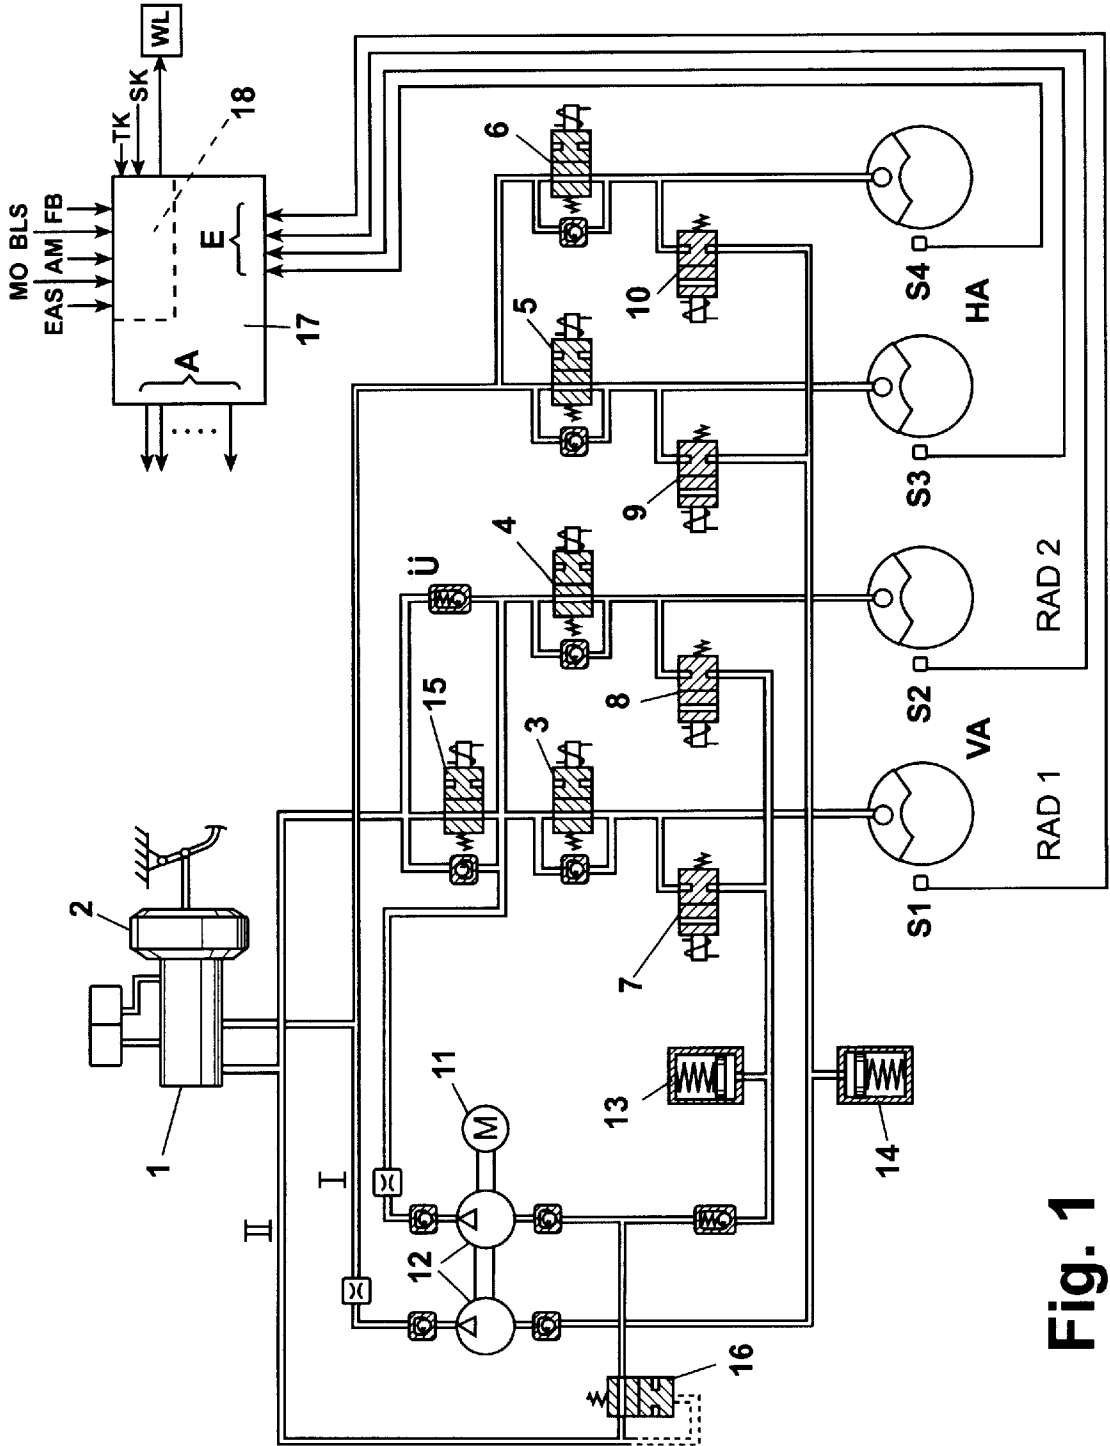 MO BLS
EAS AM FB
TK
SK
WL
18
E
A
17
6
5
4
Ü
15
3
10
9
8
7
2
1
I
II
11
M
12
13
14
16
S1
S2
S3
S4
VA
HA
RAD 1
RAD 2
Fig. 1